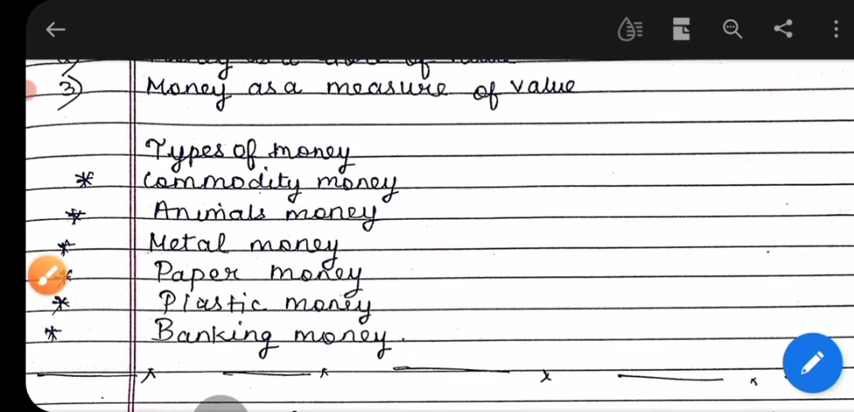 3) Money as a measure of value
Types of money
* Commodity money
* Animals money
* Metal money
* Paper money
* Plastic money
* Banking money.